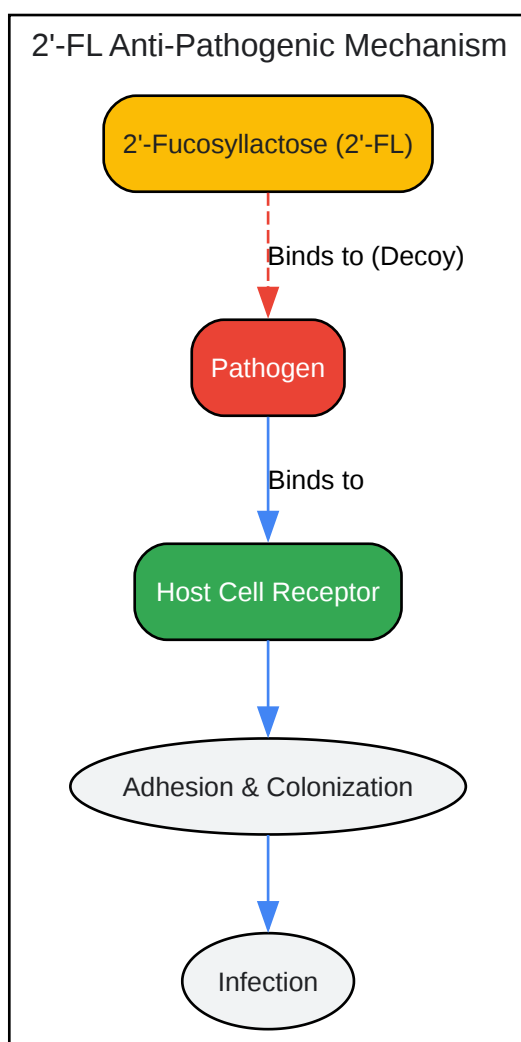 2'-FL Anti-Pathogenic Mechanism
2'-Fucosyllactose (2'-FL)
Binds to (Decoy)
Pathogen
Binds to
Host Cell Receptor
Adhesion & Colonization
Infection